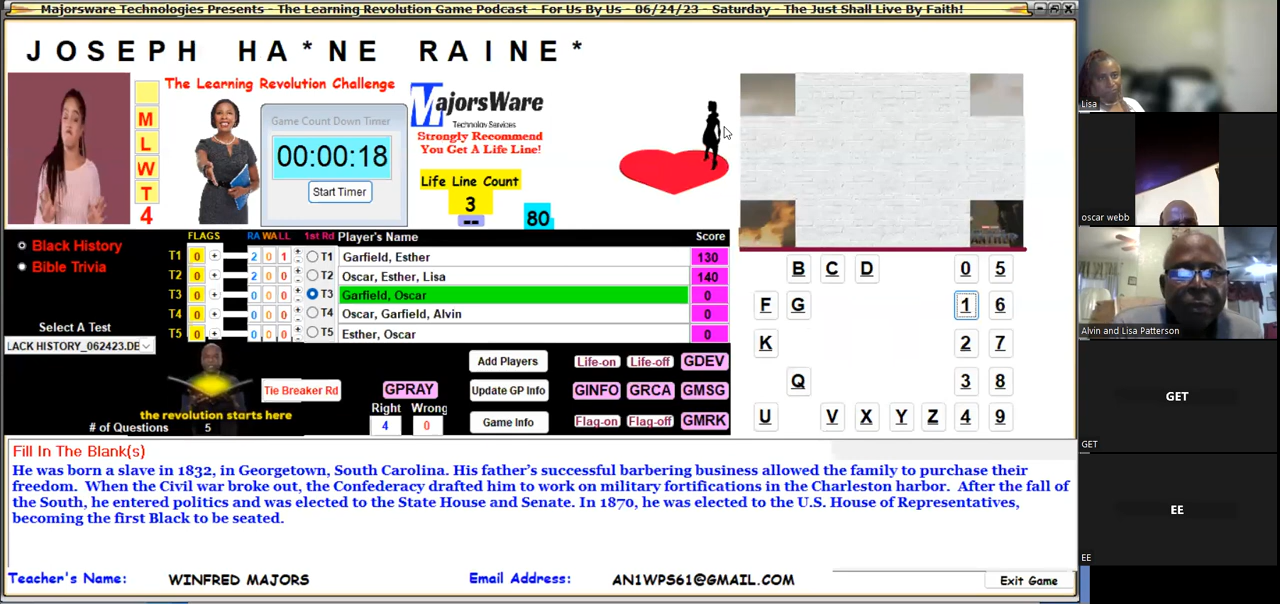 Majorsware Technologies Presents - The Learning Revolution Game Podcast - For Us By Us - 06/24/23 - Saturday - The Just Shall Live By Faith!
JOSEPH HA*NE RAINE*
The Learning Revolution Challenge
MajorsWare
Technology Services
Strongly Recommend
You Get A Life Line!
Game Count Down Timer
00:00:18
Start Timer
Life Line Count
3
--
80
M
L
W
T
4
Lisa
oscar webb
Alvin and Lisa Patterson
GET
GET
EE
EE
Black History
Bible Trivia
FLAGS RA WA LL 1st Rd Player's Name Score
T1 0 + 2 0 1 + - T1 Garfield, Esther 130
T2 0 + 2 0 0 + - T2 Oscar, Esther, Lisa 140
T3 0 + 0 0 0 + - T3 Garfield, Oscar 0
T4 0 + 0 0 0 + - T4 Oscar, Garfield, Alvin 0
T5 0 + 0 0 0 + - T5 Esther, Oscar 0
B C D 0 5
F G 1 6
K 2 7
Q 3 8
U V X Y Z 4 9
Select A Test
LACK HISTORY_062423.DE
the revolution starts here
# of Questions 5
Tie Breaker Rd
GPRAY
Right Wrong
4 0
Add Players
Update GP Info
Game Info
Life-on Life-off GDEV
GINFO GRCA GMSG
Flag-on Flag-off GMRK
Fill In The Blank(s)
He was born a slave in 1832, in Georgetown, South Carolina. His father's successful barbering business allowed the family to purchase their
freedom. When the Civil war broke out, the Confederacy drafted him to work on military fortifications in the Charleston harbor. After the fall of
the South, he entered politics and was elected to the State House and Senate. In 1870, he was elected to the U.S. House of Representatives,
becoming the first Black to be seated.
Teacher's Name: WINFRED MAJORS Email Address: AN1WPS61@GMAIL.COM Exit Game